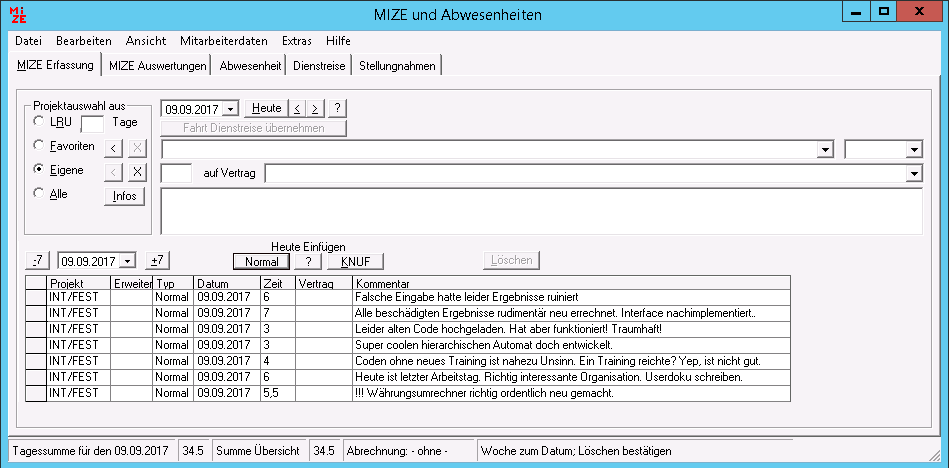 MiZE
MIZE und Abwesenheiten
Datei Bearbeiten Ansicht Mitarbeiterdaten Extras Hilfe
MIZE Erfassung MIZE Auswertungen Abwesenheit Dienstreise Stellungnahmen
Projektauswahl aus
LRU Tage
Favoriten < X
Eigene < X
Alle Infos
09.09.2017 Heute < > ?
Fahrt Dienstreise übernehmen
auf Vertrag
Heute Einfügen
-7 09.09.2017 +7 Normal ? KNUF Löschen
Projekt Erweiter Typ Datum Zeit Vertrag Kommentar
INT/FEST Normal 09.09.2017 6 Falsche Eingabe hatte leider Ergebnisse ruiniert
INT/FEST Normal 09.09.2017 7 Alle beschädigten Ergebnisse rudimentär neu errechnet. Interface nachimplementiert..
INT/FEST Normal 09.09.2017 3 Leider alten Code hochgeladen. Hat aber funktioniert! Traumhaft!
INT/FEST Normal 09.09.2017 3 Super coolen hierarchischen Automat doch entwickelt.
INT/FEST Normal 09.09.2017 4 Coden ohne neues Training ist nahezu Unsinn. Ein Training reichte? Yep, ist nicht gut.
INT/FEST Normal 09.09.2017 6 Heute ist letzter Arbeitstag. Richtig interessante Organisation. Userdoku schreiben.
INT/FEST Normal 09.09.2017 5,5 !!! Währungsumrechner richtig ordentlich neu gemacht.
Tagessumme für den 09.09.2017 34.5 Summe Übersicht 34.5 Abrechnung: - ohne - Woche zum Datum; Löschen bestätigen